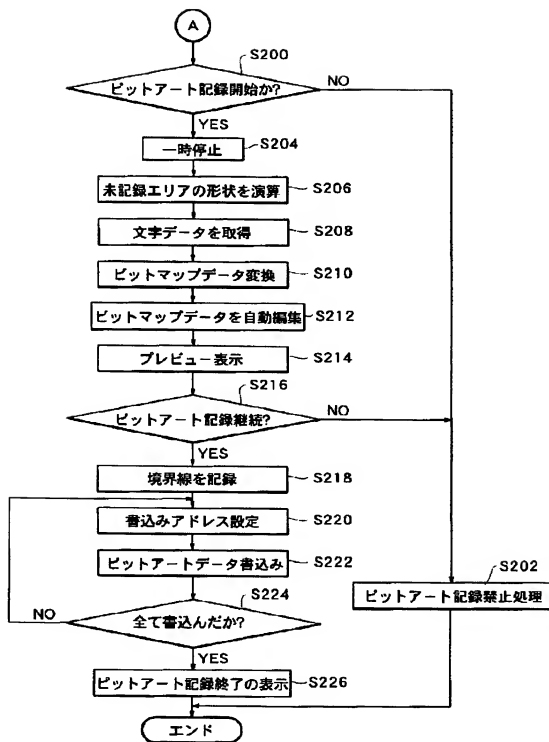 A
S200
ピットアート記録開始か?
NO
YES
S204
一時停止
未記録エリアの形状を演算
S206
文字データを取得
S208
ビットマップデータ変換
S210
ビットマップデータを自動編集
S212
プレビュー表示
S214
S216
ピットアート記録継続?
NO
YES
境界線を記録
S218
書込みアドレス設定
S220
ピットアートデータ書込み
S222
S224
S202
NO
全て書込んだか?
ピットアート記録禁止処理
YES
ピットアート記録終了の表示
S226
エンド